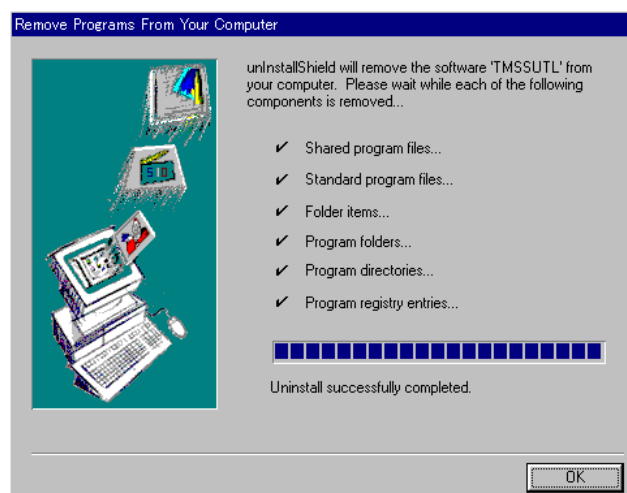 Remove Programs From Your Computer
unInstallShield will remove the software 'TMSSUTL' from
your computer. Please wait while each of the following
components is removed...
✔ Shared program files...
✔ Standard program files...
✔ Folder items...
✔ Program folders...
✔ Program directories...
✔ Program registry entries...
Uninstall successfully completed.
OK